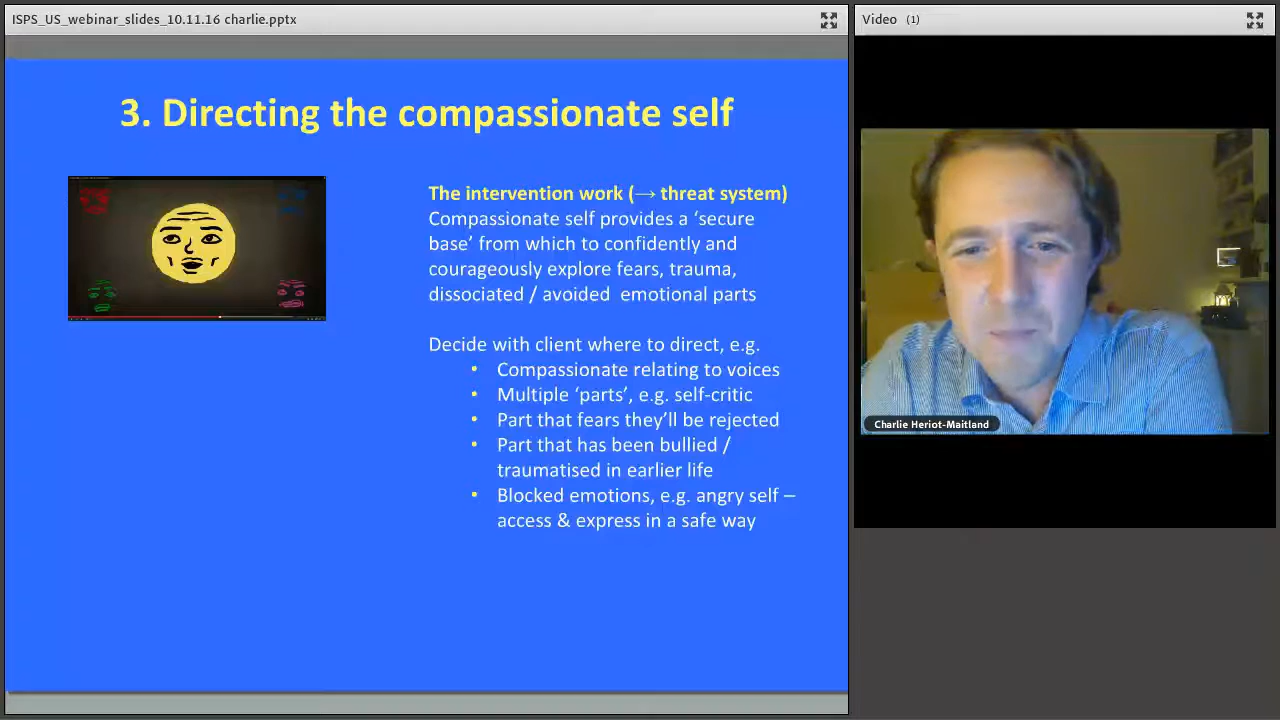 ISPS_US_webinar_slides_10.11.16 charlie.pptx
Video (1)
3. Directing the compassionate self
The intervention work (→ threat system)
Compassionate self provides a ‘secure
base’ from which to confidently and
courageously explore fears, trauma,
dissociated / avoided emotional parts
Decide with client where to direct, e.g.
• Compassionate relating to voices
• Multiple ‘parts’, e.g. self-critic
• Part that fears they’ll be rejected
• Part that has been bullied /
traumatised in earlier life
• Blocked emotions, e.g. angry self –
access & express in a safe way
Charlie Heriot-Maitland